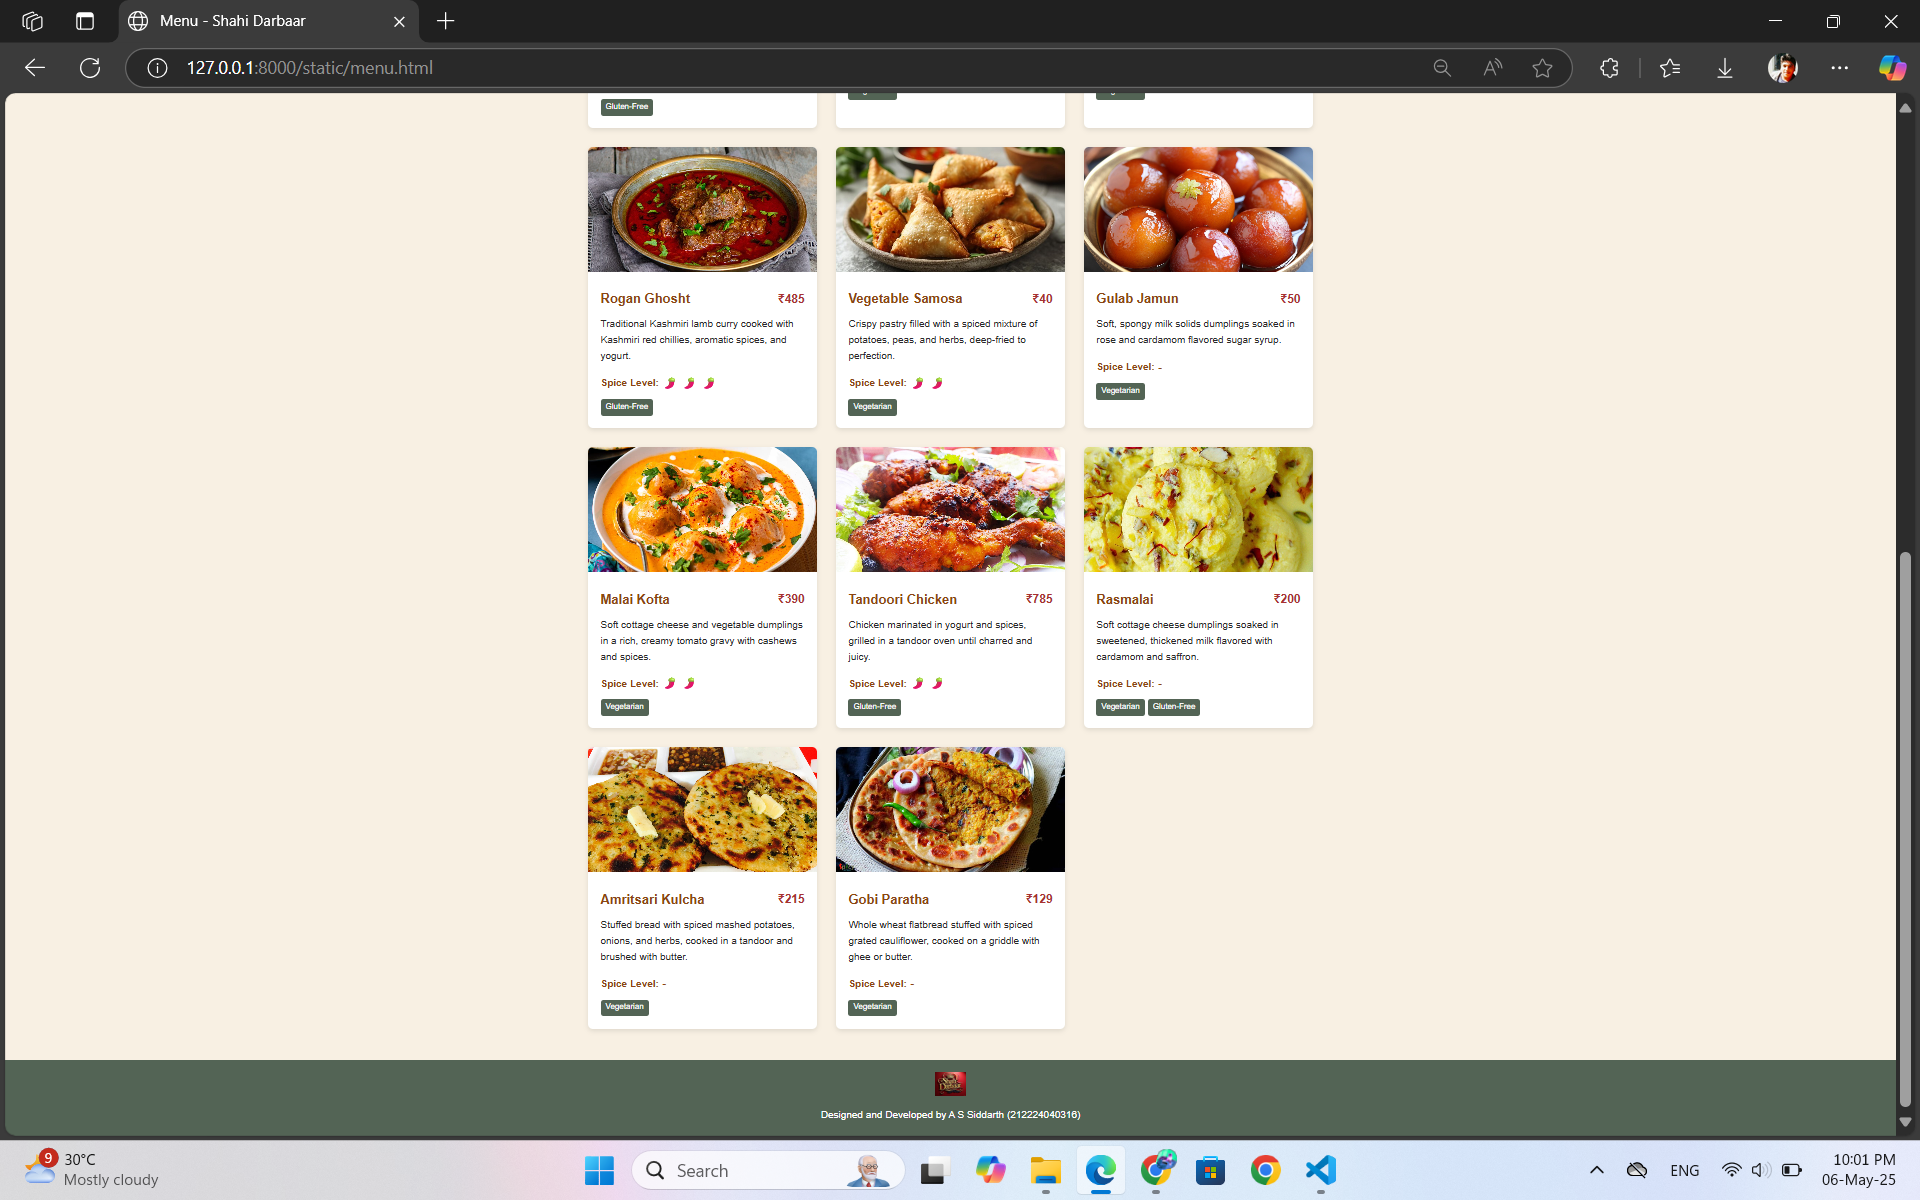 Menu - Shahi Darbaar
127.0.0.1:8000/static/menu.html
Gluten-Free
Rogan Ghosht ₹485
Traditional Kashmiri lamb curry cooked with
Kashmiri red chillies, aromatic spices, and
yogurt.
Spice Level:
Gluten-Free
Vegetable Samosa ₹40
Crispy pastry filled with a spiced mixture of
potatoes, peas, and herbs, deep-fried to
perfection.
Spice Level:
Vegetarian
Gulab Jamun ₹50
Soft, spongy milk solids dumplings soaked in
rose and cardamom flavored sugar syrup.
Spice Level: -
Vegetarian
Malai Kofta ₹390
Soft cottage cheese and vegetable dumplings
in a rich, creamy tomato gravy with cashews
and spices.
Spice Level:
Vegetarian
Tandoori Chicken ₹785
Chicken marinated in yogurt and spices,
grilled in a tandoor oven until charred and
juicy.
Spice Level:
Gluten-Free
Rasmalai ₹200
Soft cottage cheese dumplings soaked in
sweetened, thickened milk flavored with
cardamom and saffron.
Spice Level: -
Vegetarian Gluten-Free
Amritsari Kulcha ₹215
Stuffed bread with spiced mashed potatoes,
onions, and herbs, cooked in a tandoor and
brushed with butter.
Spice Level: -
Vegetarian
Gobi Paratha ₹129
Whole wheat flatbread stuffed with spiced
grated cauliflower, cooked on a griddle with
ghee or butter.
Spice Level: -
Vegetarian
Designed and Developed by A S Siddarth (212224040316)
9
30°C
Mostly cloudy
Search
ENG
10:01 PM
06-May-25